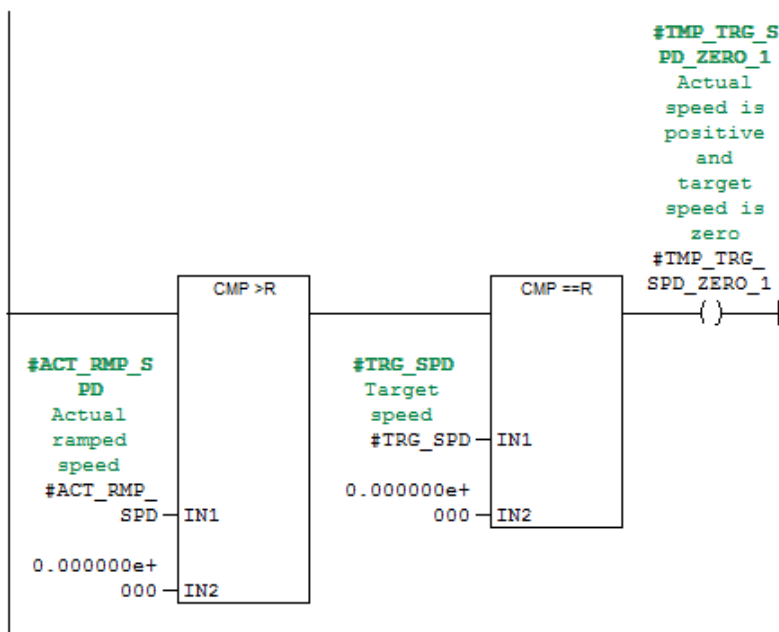 #TMP_TRG_S
PD_ZERO_1
Actual
speed is
positive
and
target
speed is
zero
#TMP_TRG_
SPD_ZERO_1
CMP >R
CMP ==R
( )
#ACT_RMP_S
PD
Actual
ramped
speed
#ACT_RMP_
SPD
IN1
0.000000e+
000
IN2
#TRG_SPD
Target
speed
#TRG_SPD
IN1
0.000000e+
000
IN2